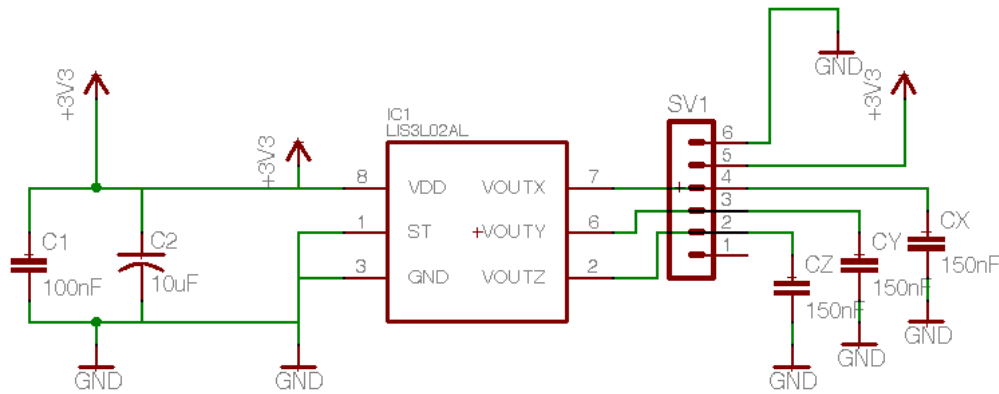 GND
+3V3
+3V3
SV1
IC1
LIS3L02AL
+3V3
6
5
8
VDD
VOUTX
7
4
1
ST
VOUTY
6
3
3
GND
VOUTZ
2
2
1
C1
100nF
C2
10uF
CX
150nF
CY
150nF
CZ
150nF
GND
GND
GND
GND
GND